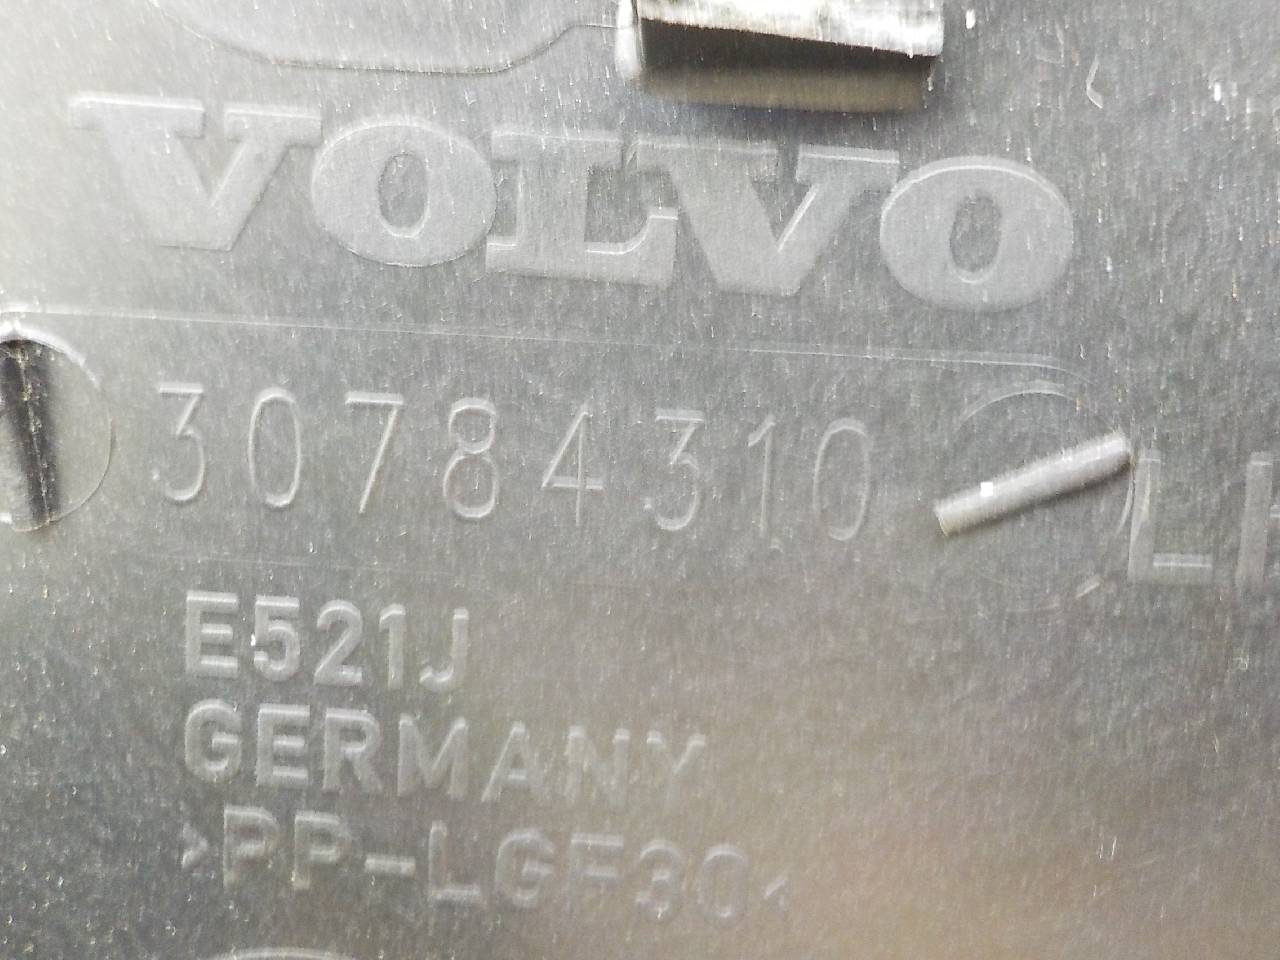 VOLVO
30784310
E521J
GERMANY
>PP-LGF30<